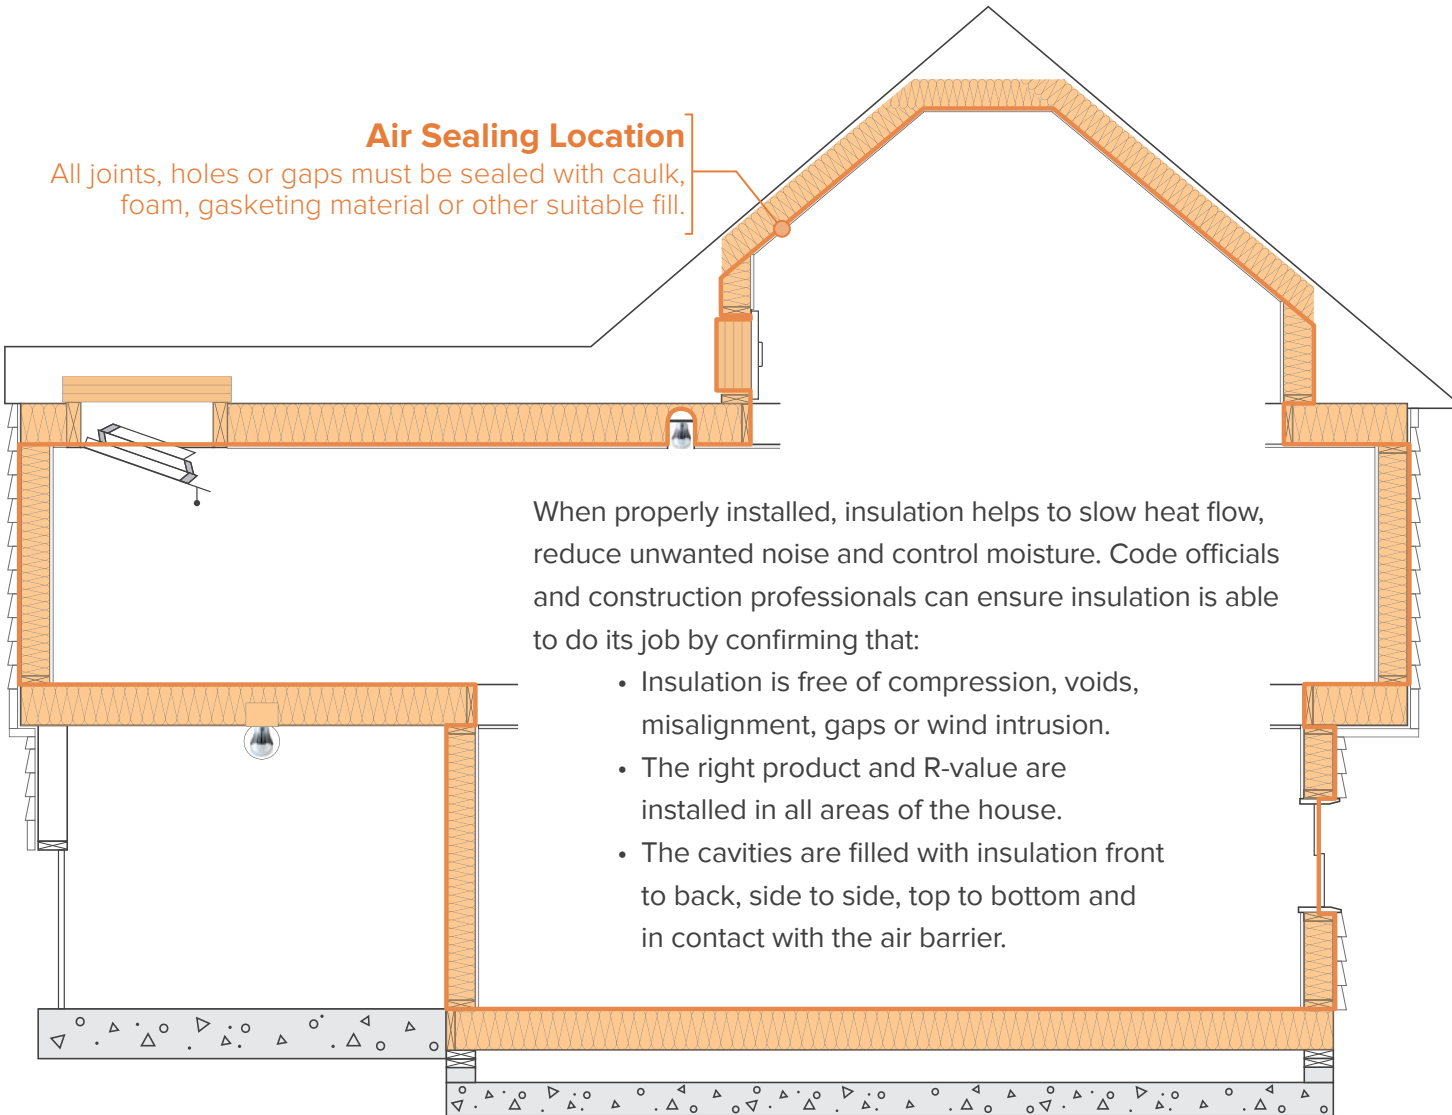 Air Sealing Location
All joints, holes or gaps must be sealed with caulk,
foam, gasketing material or other suitable fill.
When properly installed, insulation helps to slow heat flow,
reduce unwanted noise and control moisture. Code officials
and construction professionals can ensure insulation is able
to do its job by confirming that:
• Insulation is free of compression, voids,
misalignment, gaps or wind intrusion.
• The right product and R-value are
installed in all areas of the house.
• The cavities are filled with insulation front
to back, side to side, top to bottom and
in contact with the air barrier.